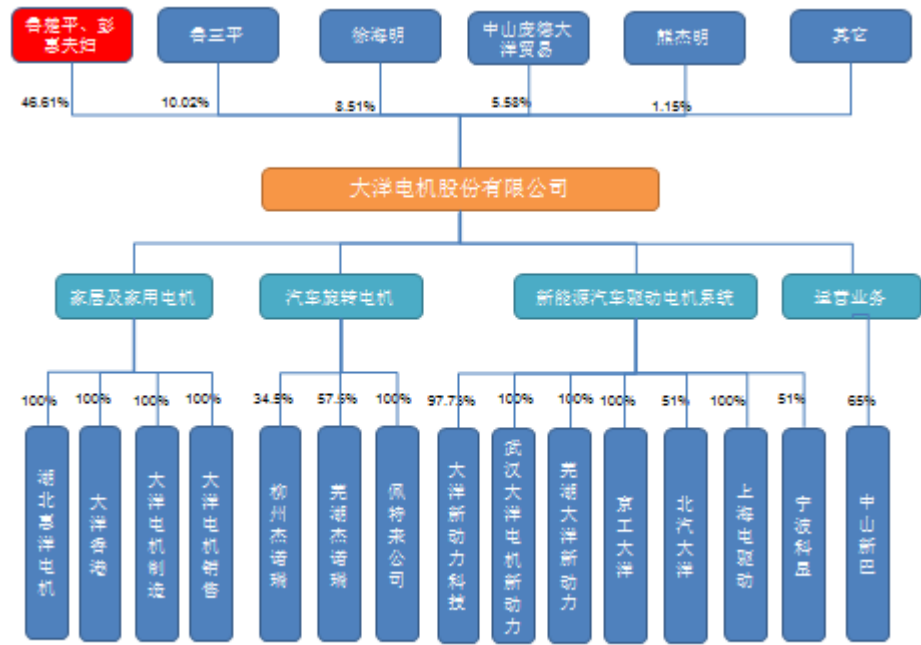 鲁楚平、彭
惠夫妇
鲁三平
徐海明
中山庞德大
洋贸易
熊杰明
其它
46.61%
10.02%
8.51%
5.58%
1.15%
大洋电机股份有限公司
家居及家用电机
汽车旋转电机
新能源汽车驱动电机系统
运营业务
100%
100%
100%
100%
34.5%
57.5%
100%
97.73%
100%
100%
100%
51%
100%
51%
65%
湖北惠洋电机
大洋香港
大洋电机制造
大洋电机销售
柳州杰诺瑞
芜湖杰诺瑞
佩特来公司
大洋新动力科技
武汉大洋电机新动力
芜湖大洋新动力
京工大洋
北汽大洋
上海电驱动
宁波科星
中山新巴